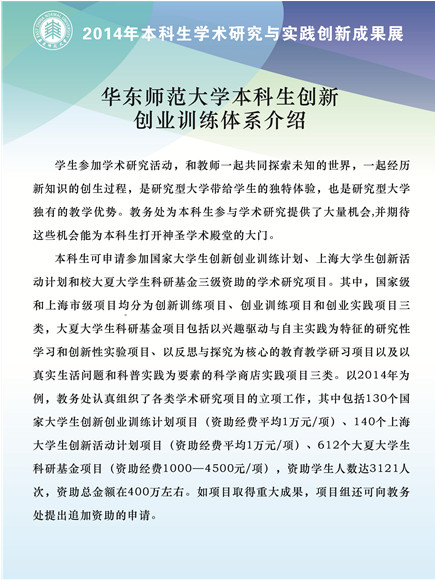 2014年本科生学术研究与实践创新成果展
华东师范大学本科生创新
创业训练体系介绍
学生参加学术研究活动，和教师一起共同探索未知的世界，一起经历
新知识的创生过程，是研究型大学带给学生的独特体验，也是研究型大学
独有的教学优势。教务处为本科生参与学术研究提供了大量机会,并期待
这些机会能为本科生打开神圣学术殿堂的大门。
本科生可申请参加国家大学生创新创业训练计划、上海大学生创新活
动计划和校大夏大学生科研基金三级资助的学术研究项目。其中，国家级
和上海市级项目均分为创新训练项目、创业训练项目和创业实践项目三
类，大夏大学生科研基金项目包括以兴趣驱动与自主实践为特征的研究性
学习和创新性实验项目、以反思与探究为核心的教育教学研习项目以及以
真实生活问题和科普实践为要素的科学商店实践项目三类。以2014年为
例，教务处认真组织了各类学术研究项目的立项工作，其中包括130个国
家大学生创新创业训练计划项目（资助经费平均1万元/项）、140个上海
大学生创新活动计划项目（资助经费平均1万元/项）、612个大夏大学生
科研基金项目（资助经费1000—4500元/项），资助学生人数达3121人
次，资助总金额在400万左右。如项目取得重大成果，项目组还可向教务
处提出追加资助的申请。